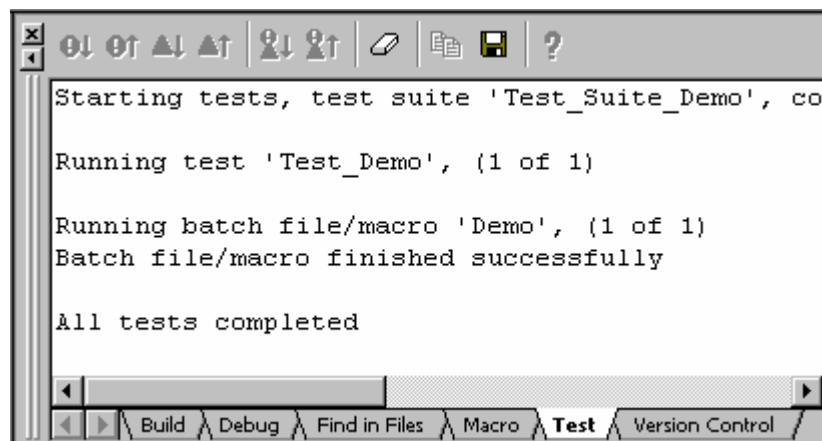 Starting tests, test suite 'Test_Suite_Demo', co
Running test 'Test_Demo', (1 of 1)
Running batch file/macro 'Demo', (1 of 1)
Batch file/macro finished successfully
All tests completed
Build Debug Find in Files Macro Test Version Control